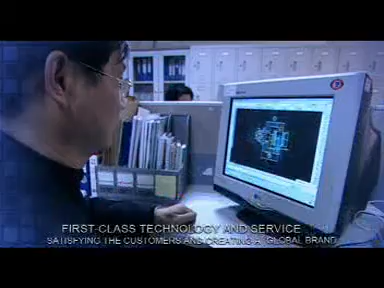 FIRST-CLASS TECHNOLOGY AND SERVICE
SATISFYING THE CUSTOMERS AND CREATING A GLOBAL BRAND